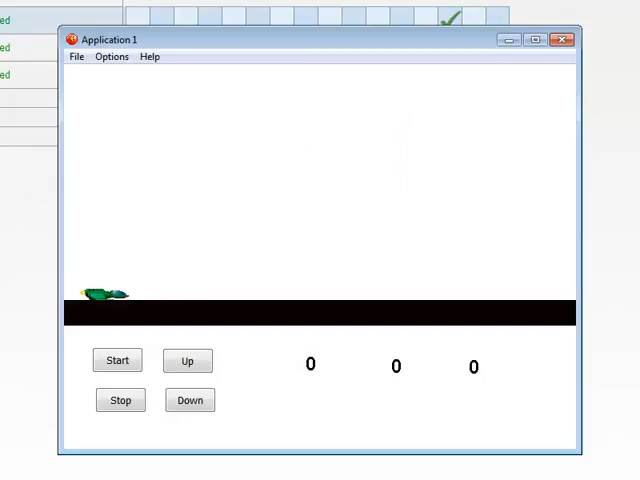 ed
Application 1
File Options Help
ed
ed
Start Up 0 0 0
Stop Down